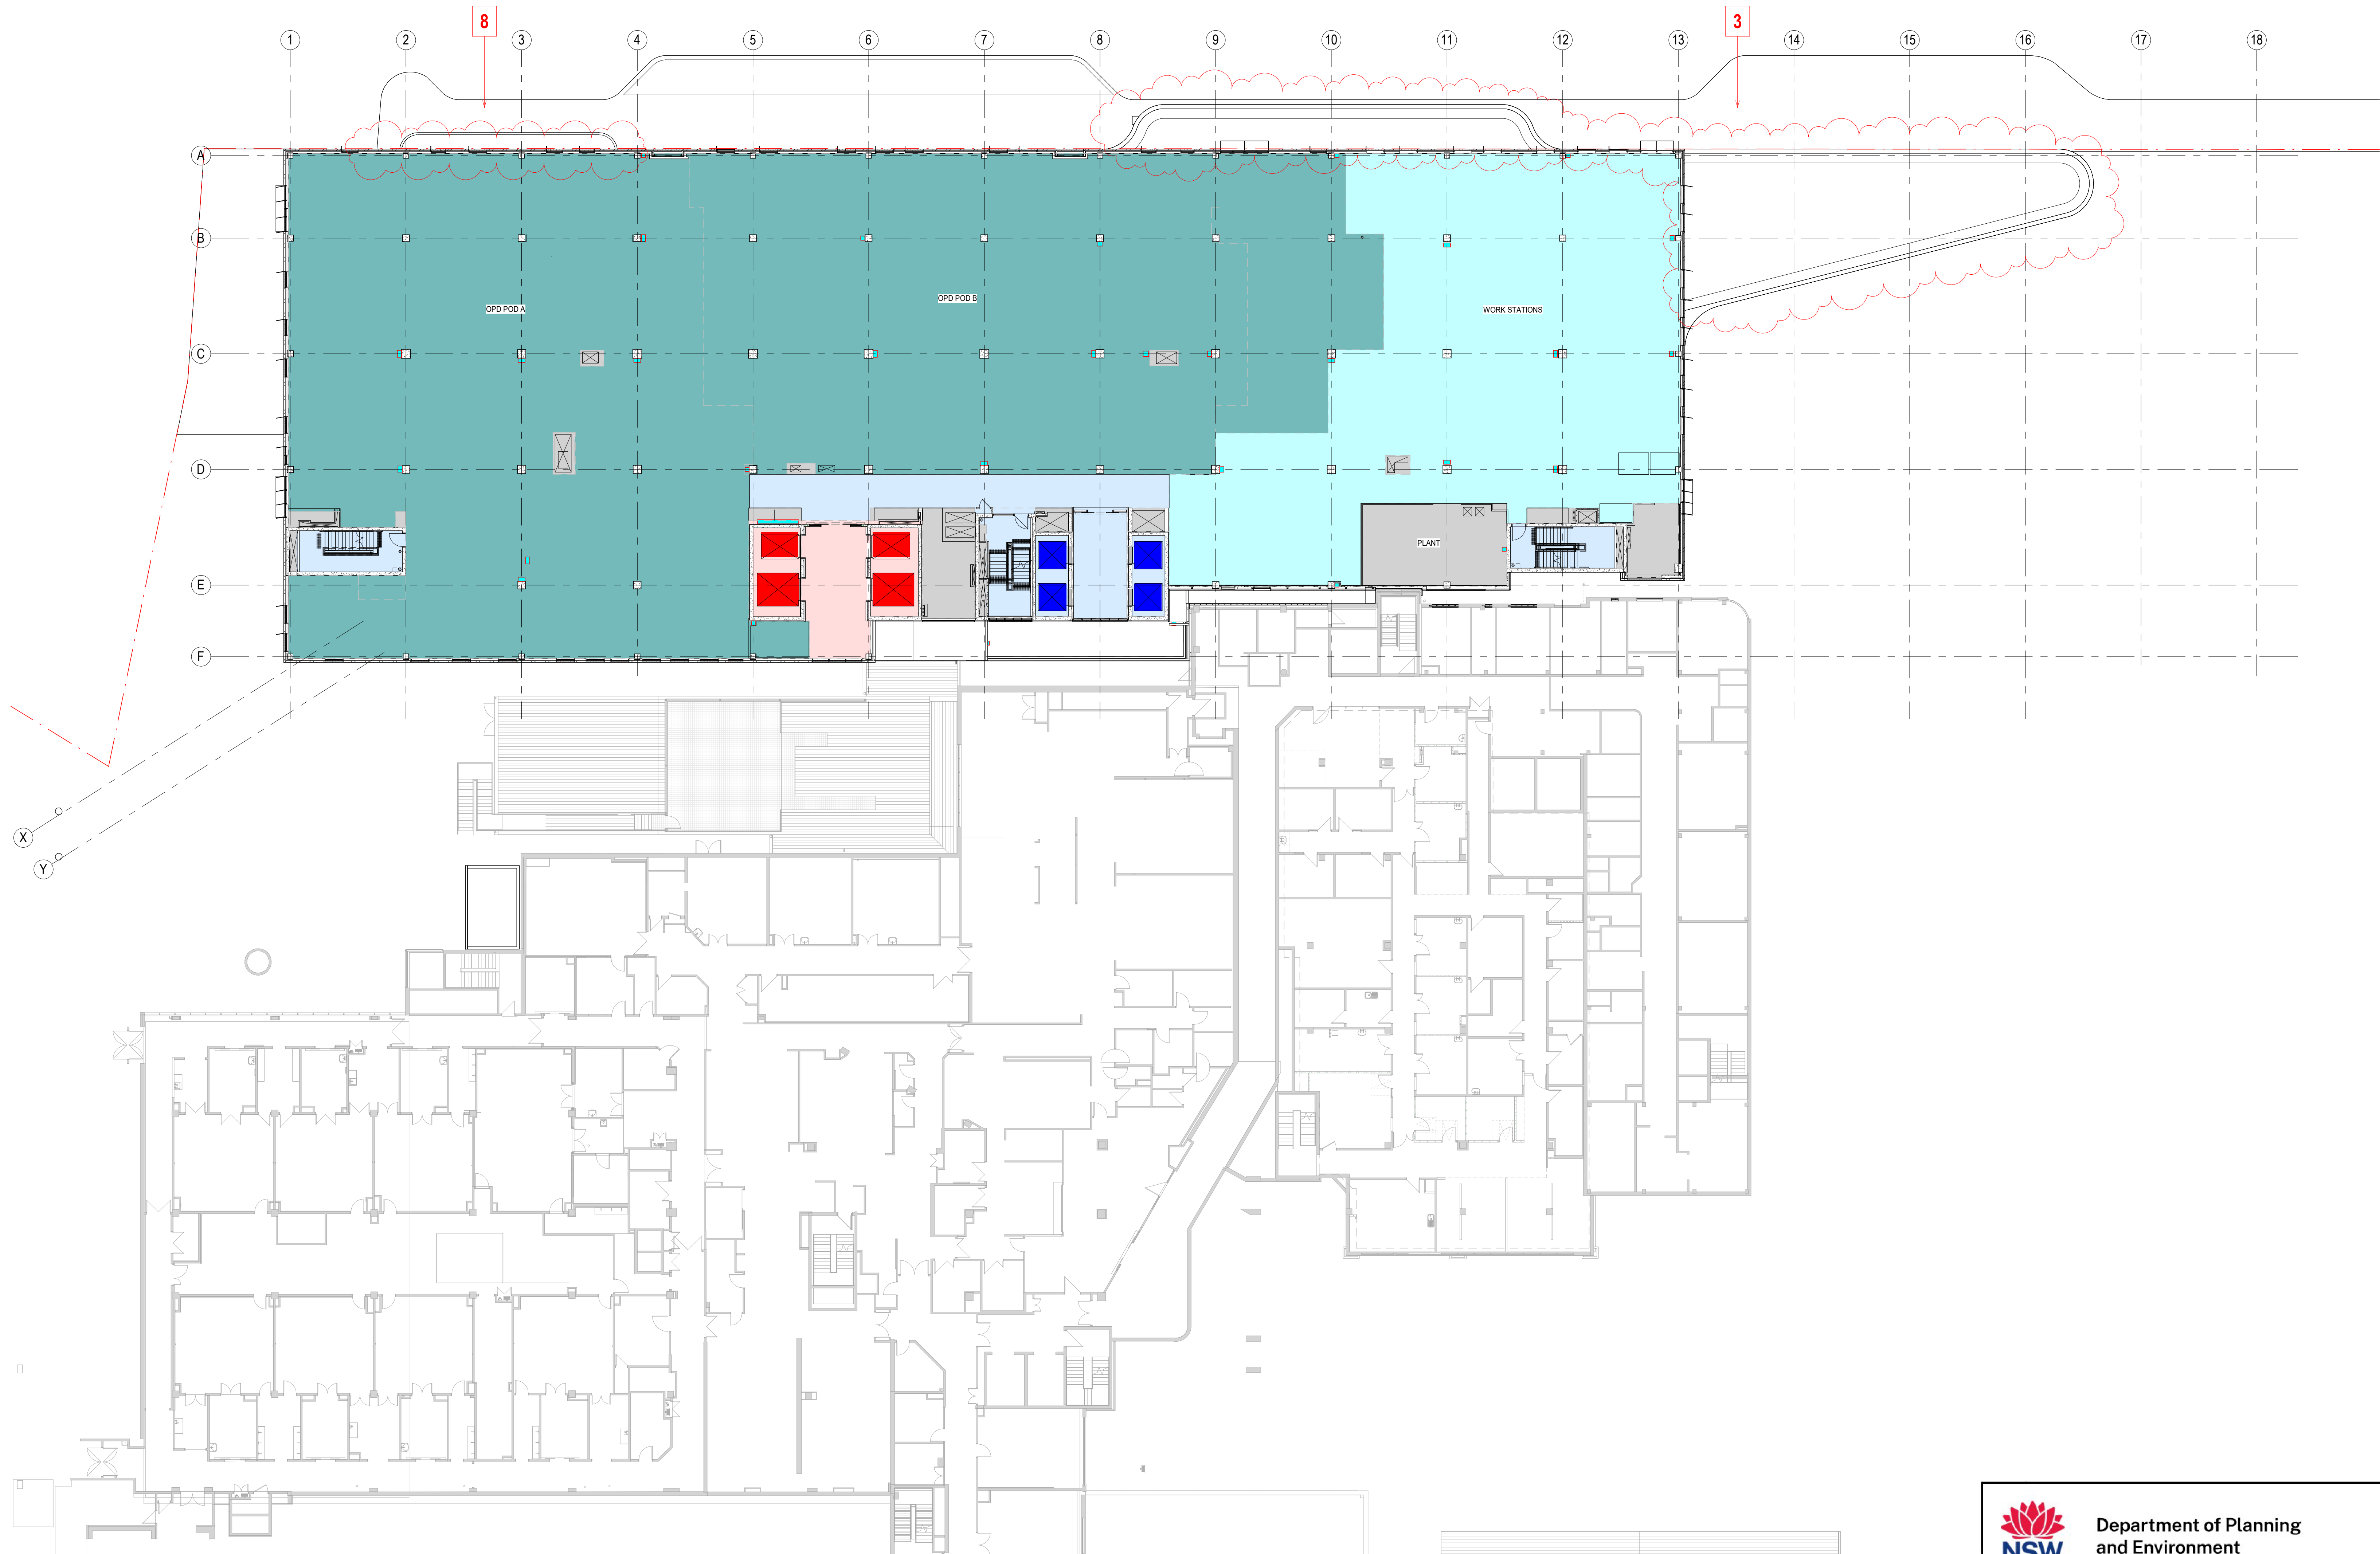 8
3
1
2
3
4
5
6
7
8
9
10
11
12
13
14
15
16
17
18
A
B
C
D
E
F
X
Y
OPD POD A
OPD POD B
WORK STATIONS
PLANT
Department of Planning
and Environment
NSW